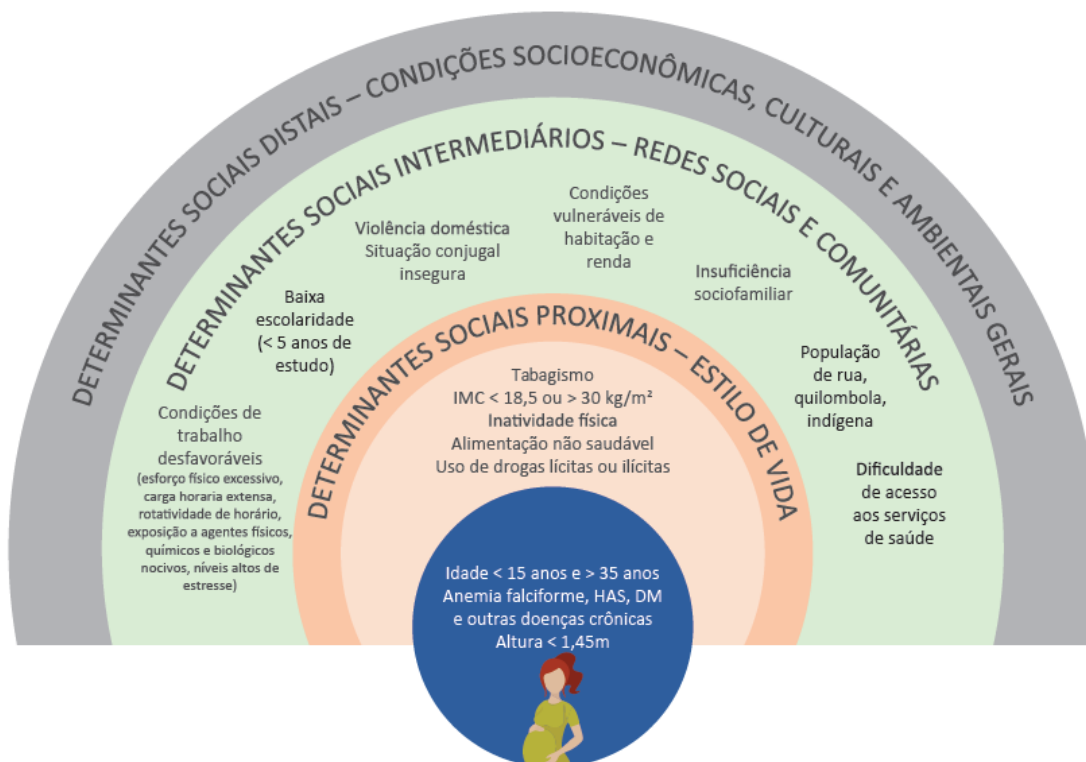 DETERMINANTES SOCIAIS DISTAIS – CONDIÇÕES SOCIOECONÔMICAS, CULTURAIS E AMBIENTAIS GERAIS
DETERMINANTES SOCIAIS INTERMEDIÁRIOS – REDES SOCIAIS E COMUNITÁRIAS
Condições de
trabalho
desfavoráveis
(esforço físico excessivo,
carga horaria extensa,
rotatividade de horário,
exposição a agentes físicos,
químicos e biológicos
nocivos, níveis altos de
estresse)
Baixa
escolaridade
(< 5 anos de
estudo)
Violência doméstica
Situação conjugal
insegura
Condições
vulneráveis de
habitação e
renda
Insuficiência
sociofamiliar
População
de rua,
quilombola,
indígena
Dificuldade
de acesso
aos serviços
de saúde
DETERMINANTES SOCIAIS PROXIMAIS – ESTILO DE VIDA
Tabagismo
IMC < 18,5 ou > 30 kg/m²
Inatividade física
Alimentação não saudável
Uso de drogas lícitas ou ilícitas
Idade < 15 anos e > 35 anos
Anemia falciforme, HAS, DM
e outras doenças crônicas
Altura < 1,45m